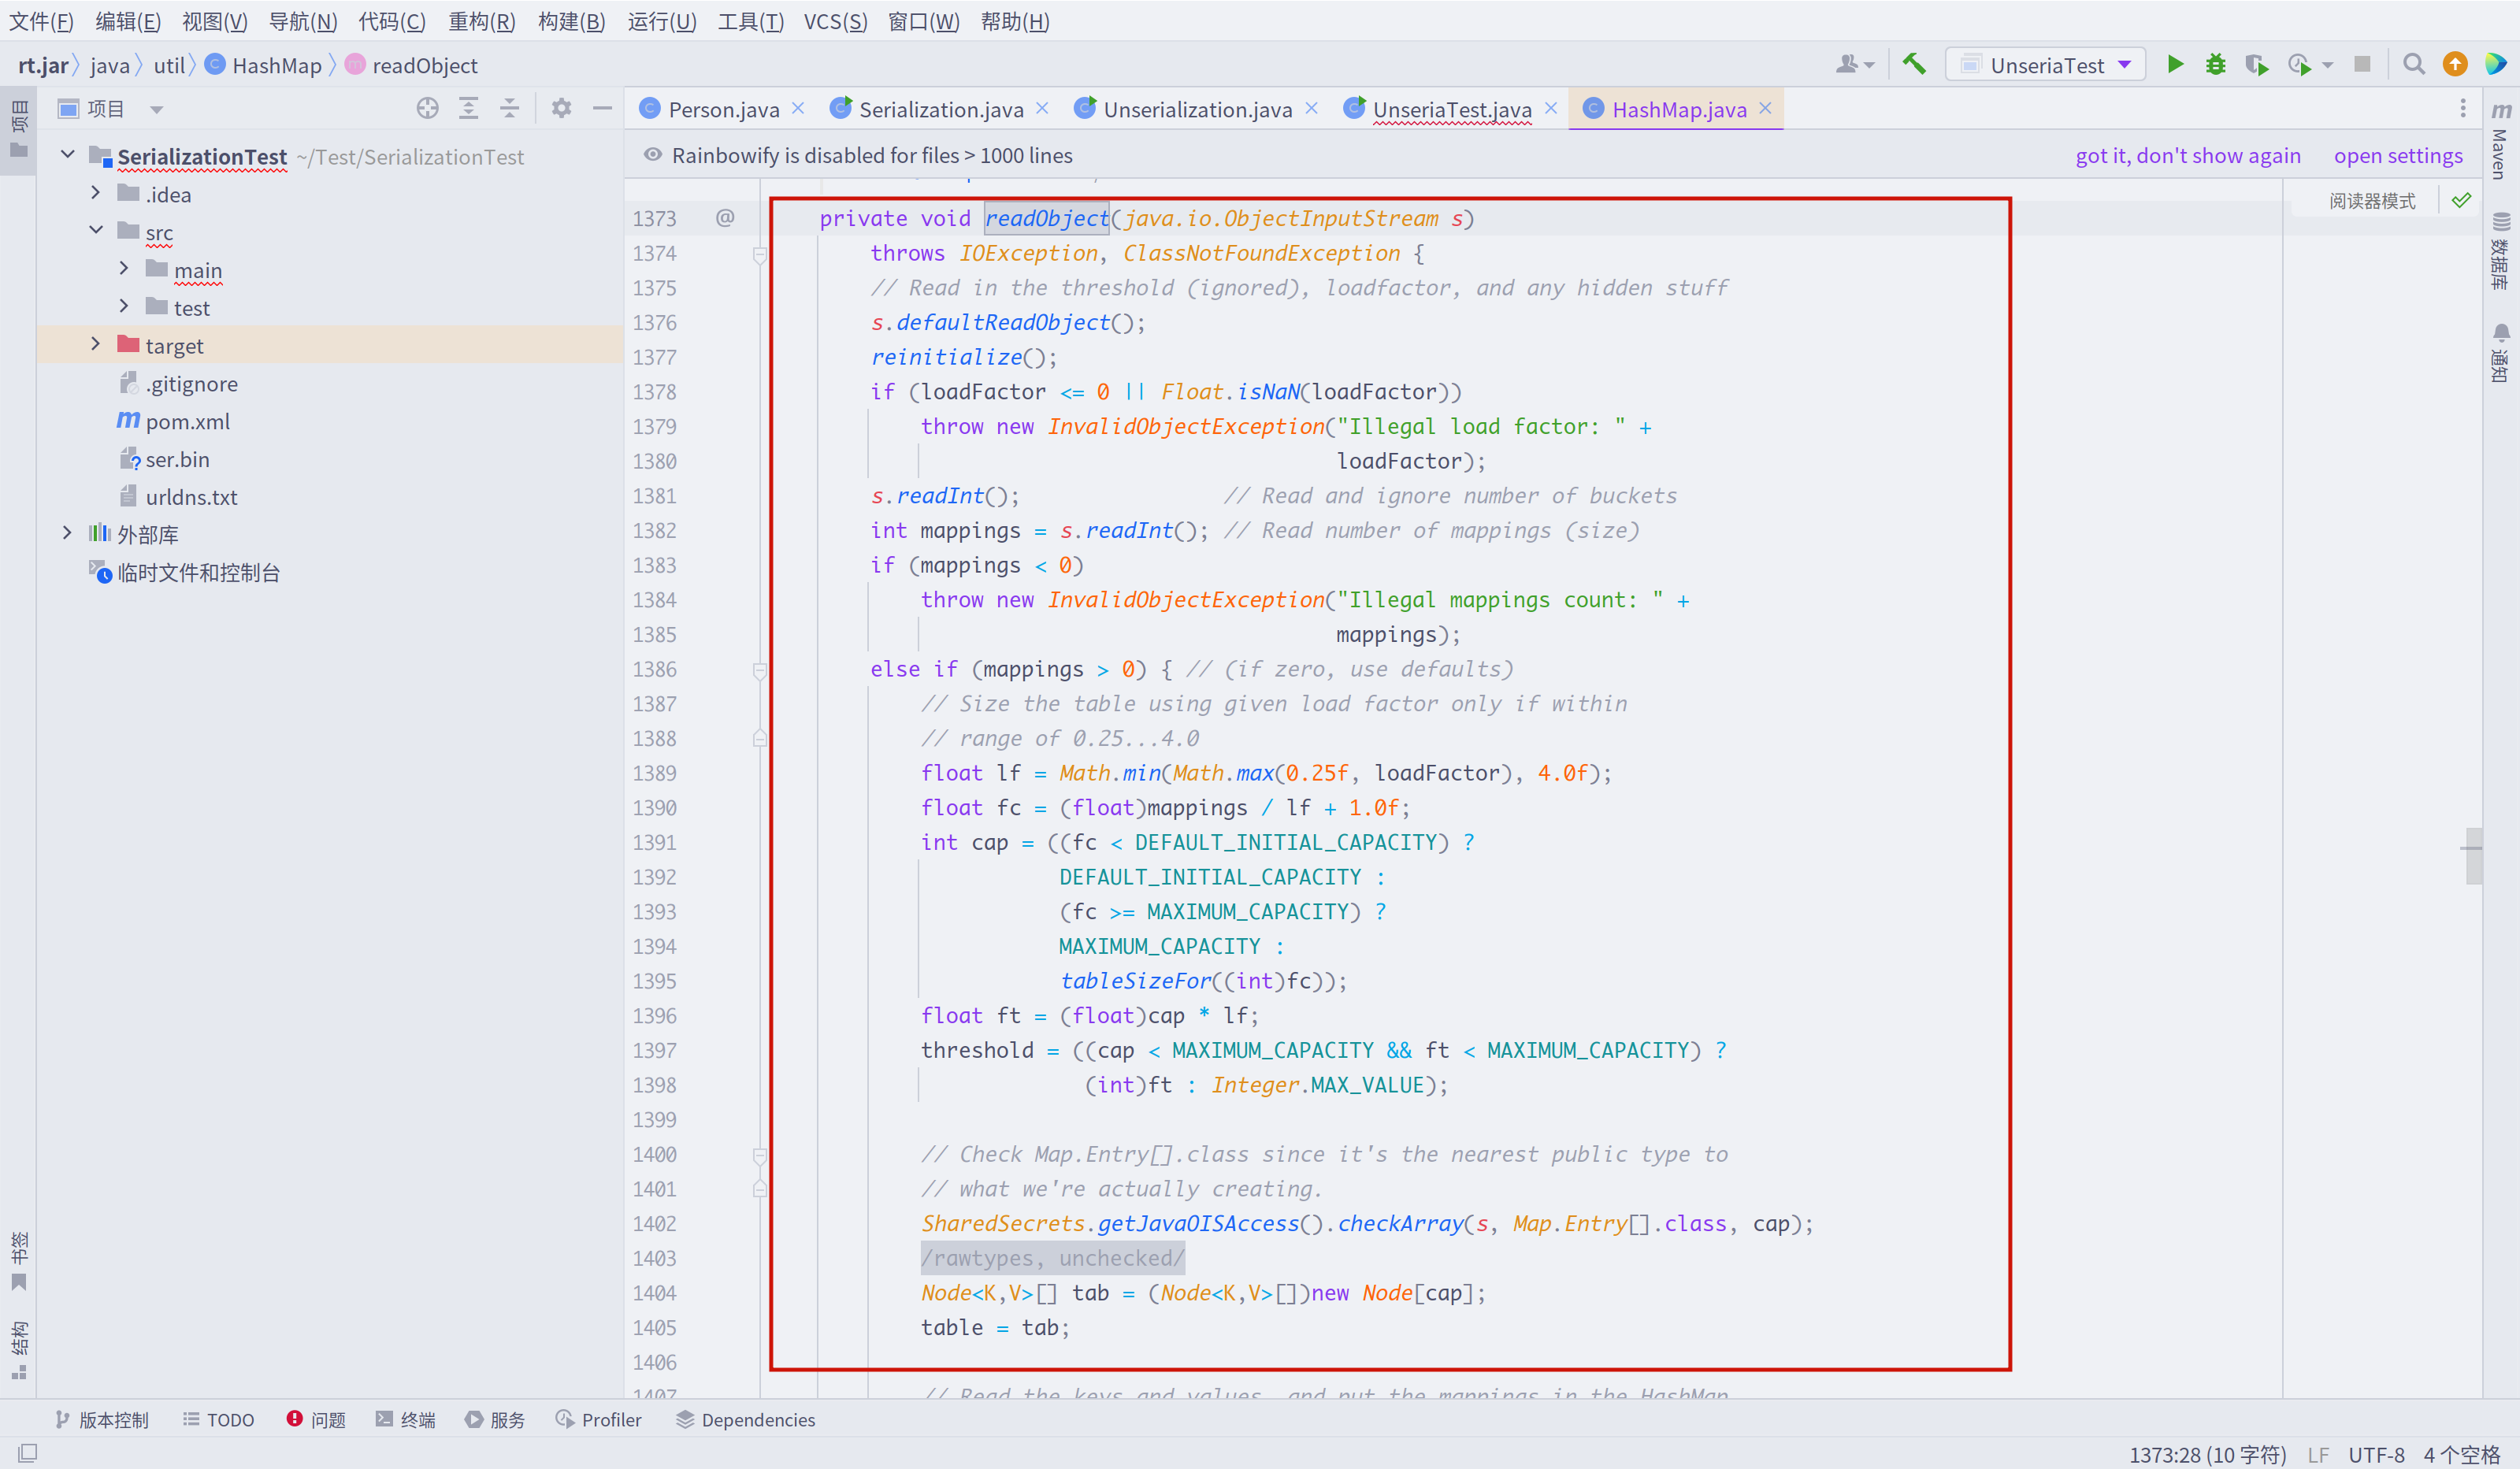 文件(F) 编辑(E) 视图(V) 导航(N) 代码(C) 重构(R) 构建(B) 运行(U) 工具(T) VCS(S) 窗口(W) 帮助(H)
rt.jar java util HashMap readObject UnseriaTest
项目
项目 Person.java Serialization.java Unserialization.java UnseriaTest.java HashMap.java
Rainbowify is disabled for files > 1000 lines got it, don't show again open settings
SerializationTest ~/Test/SerializationTest
.idea
src
main
test
target
.gitignore
pom.xml
ser.bin
urldns.txt
外部库
临时文件和控制台
阅读器模式
1373 @ private void readObject(java.io.ObjectInputStream s)
1374 throws IOException, ClassNotFoundException {
1375 // Read in the threshold (ignored), loadfactor, and any hidden stuff
1376 s.defaultReadObject();
1377 reinitialize();
1378 if (loadFactor <= 0 || Float.isNaN(loadFactor))
1379 throw new InvalidObjectException("Illegal load factor: " +
1380 loadFactor);
1381 s.readInt(); // Read and ignore number of buckets
1382 int mappings = s.readInt(); // Read number of mappings (size)
1383 if (mappings < 0)
1384 throw new InvalidObjectException("Illegal mappings count: " +
1385 mappings);
1386 else if (mappings > 0) { // (if zero, use defaults)
1387 // Size the table using given load factor only if within
1388 // range of 0.25...4.0
1389 float lf = Math.min(Math.max(0.25f, loadFactor), 4.0f);
1390 float fc = (float)mappings / lf + 1.0f;
1391 int cap = ((fc < DEFAULT_INITIAL_CAPACITY) ?
1392 DEFAULT_INITIAL_CAPACITY :
1393 (fc >= MAXIMUM_CAPACITY) ?
1394 MAXIMUM_CAPACITY :
1395 tableSizeFor((int)fc));
1396 float ft = (float)cap * lf;
1397 threshold = ((cap < MAXIMUM_CAPACITY && ft < MAXIMUM_CAPACITY) ?
1398 (int)ft : Integer.MAX_VALUE);
1399
1400 // Check Map.Entry[].class since it's the nearest public type to
1401 // what we're actually creating.
1402 SharedSecrets.getJavaOISAccess().checkArray(s, Map.Entry[].class, cap);
1403 /rawtypes, unchecked/
1404 Node<K,V>[] tab = (Node<K,V>[])new Node[cap];
1405 table = tab;
1406
1407 // Read the keys and values, and put the mappings in the HashMap
Maven
数据库
通知
书签
结构
版本控制 TODO 问题 终端 服务 Profiler Dependencies
1373:28 (10 字符) LF UTF-8 4 个空格